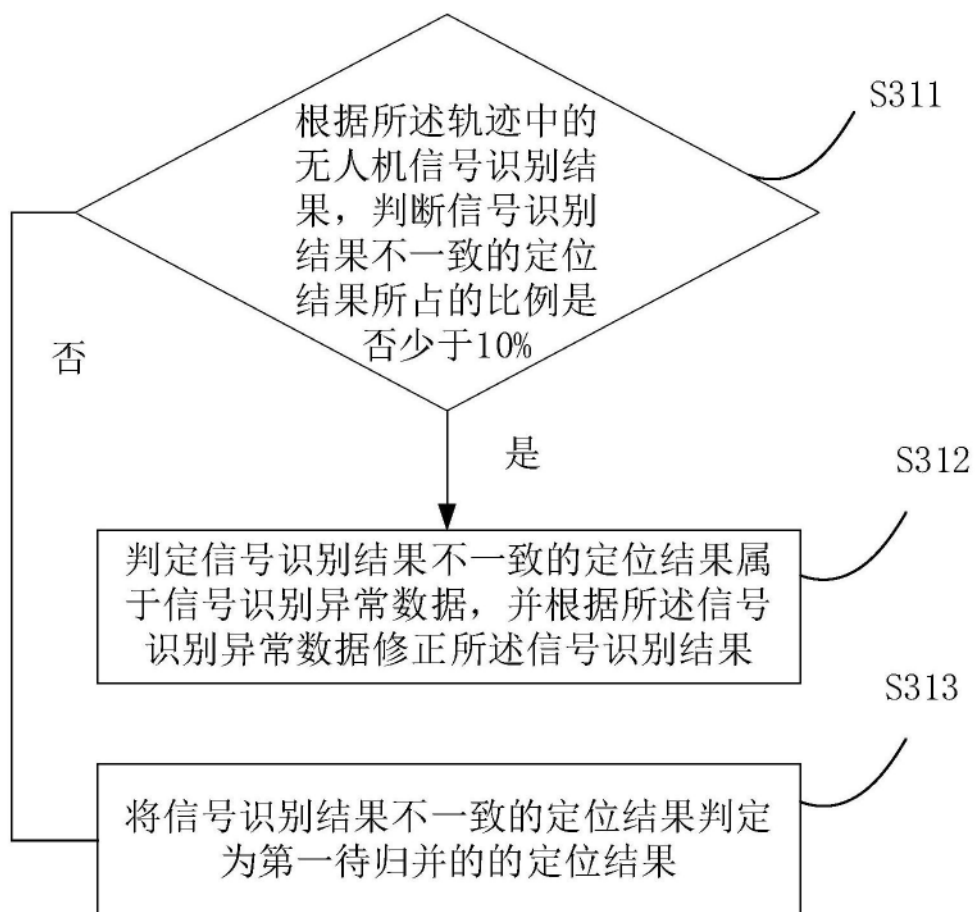 S311
根据所述轨迹中的
无人机信号识别结
果，判断信号识别
结果不一致的定位
结果所占的比例是
否少于10%
否
是
S312
判定信号识别结果不一致的定位结果属
于信号识别异常数据，并根据所述信号
识别异常数据修正所述信号识别结果
S313
将信号识别结果不一致的定位结果判定
为第一待归并的的定位结果